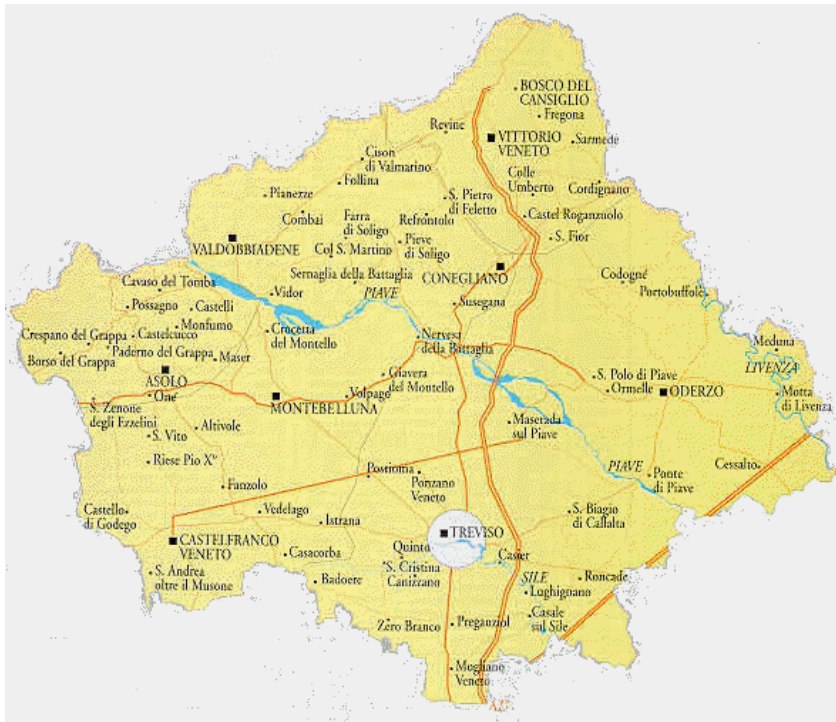 BOSCO DEL
CANSIGLIO
Fregona
Revine
VITTORIO
VENETO
Sarmede
Cison
di Valmarino
Follina
Colle
Umberto
Cordignano
Pianezze
S. Pietro
di Feletto
Combai
Farra
di Soligo
Refrontolo
Castel Roganzuolo
VALDOBBIADENE
Col S. Martino
Pieve
di Soligo
S. Fior
Sernaglia della Battaglia
CONEGLIANO
Codogné
Cavaso del Tomba
Vidor
PIAVE
Portobuffolè
Possagno
Castelli
Susegana
Monfumo
Crespano del Grappa
Castelcucco
Crocetta
del Montello
Nervesa
della Battaglia
Meduna
Borso del Grappa
Paderno del Grappa
Maser
LIVENZA
ASOLO
Giavera
del Montello
S. Polo di Piave
Ormelle
ODERZO
Motta
di Livenza
Onè
MONTEBELLUNA
Volpago
S. Zenone
degli Ezzelini
Altivole
Maserada
sul Piave
S. Vito
Riese Pio X°
Postioma
Ponzano
Veneto
PIAVE
Ponte
di Piave
Cessalto
Fanzolo
Castello
di Godego
Vedelago
Istrana
S. Biagio
di Callalta
TREVISO
CASTELFRANCO
VENETO
Casacorba
Quinto
Casier
S. Andrea
oltre il Musone
Badoere
S. Cristina
Canizzano
SILE
Roncade
Lughignano
Zero Branco
Preganziol
Casale
sul Sile
Mogliano
Veneto